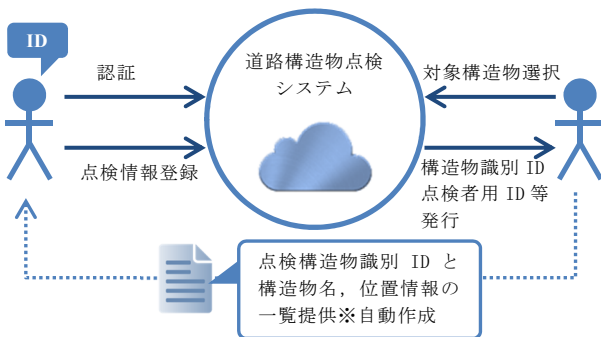 ID
認証
点検情報登録
道路構造物点検
システム
対象構造物選択
構造物識別 ID
点検者用 ID 等
発行
点検構造物識別 ID と
構造物名，位置情報の
一覧提供※自動作成